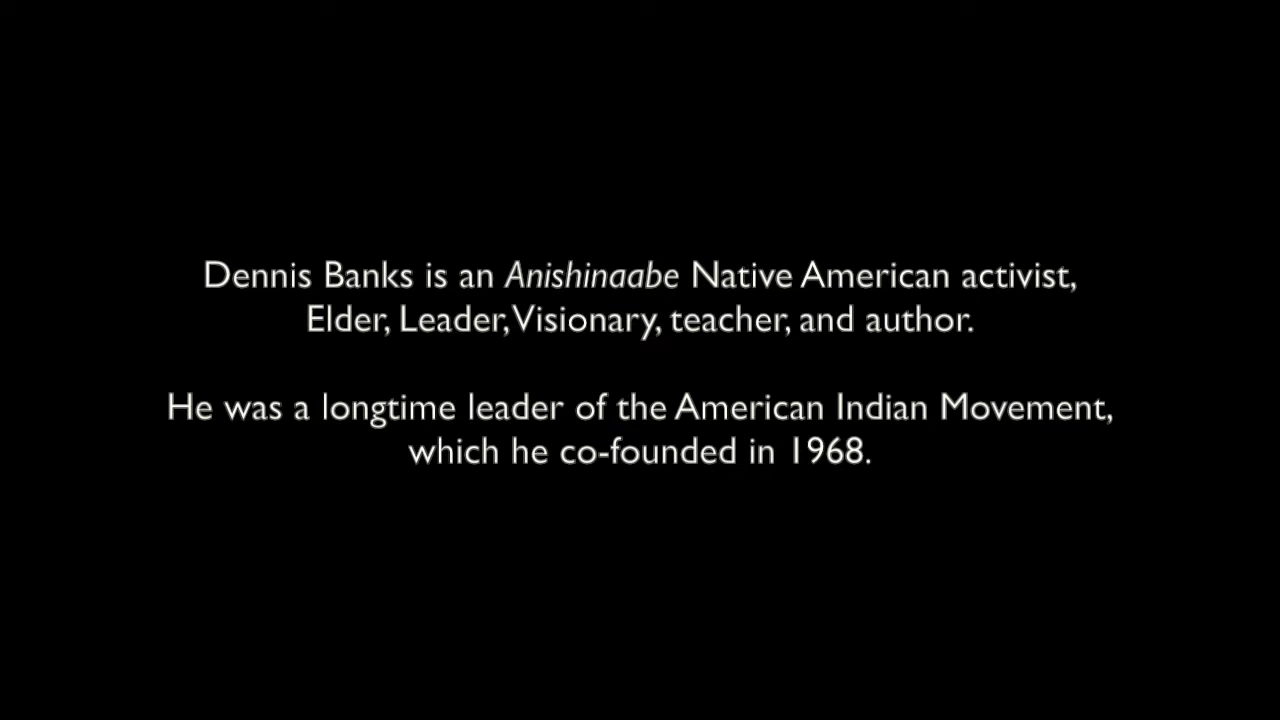 Dennis Banks is an Anishinaabe Native American activist,
Elder, Leader, Visionary, teacher, and author.
He was a longtime leader of the American Indian Movement,
which he co-founded in 1968.